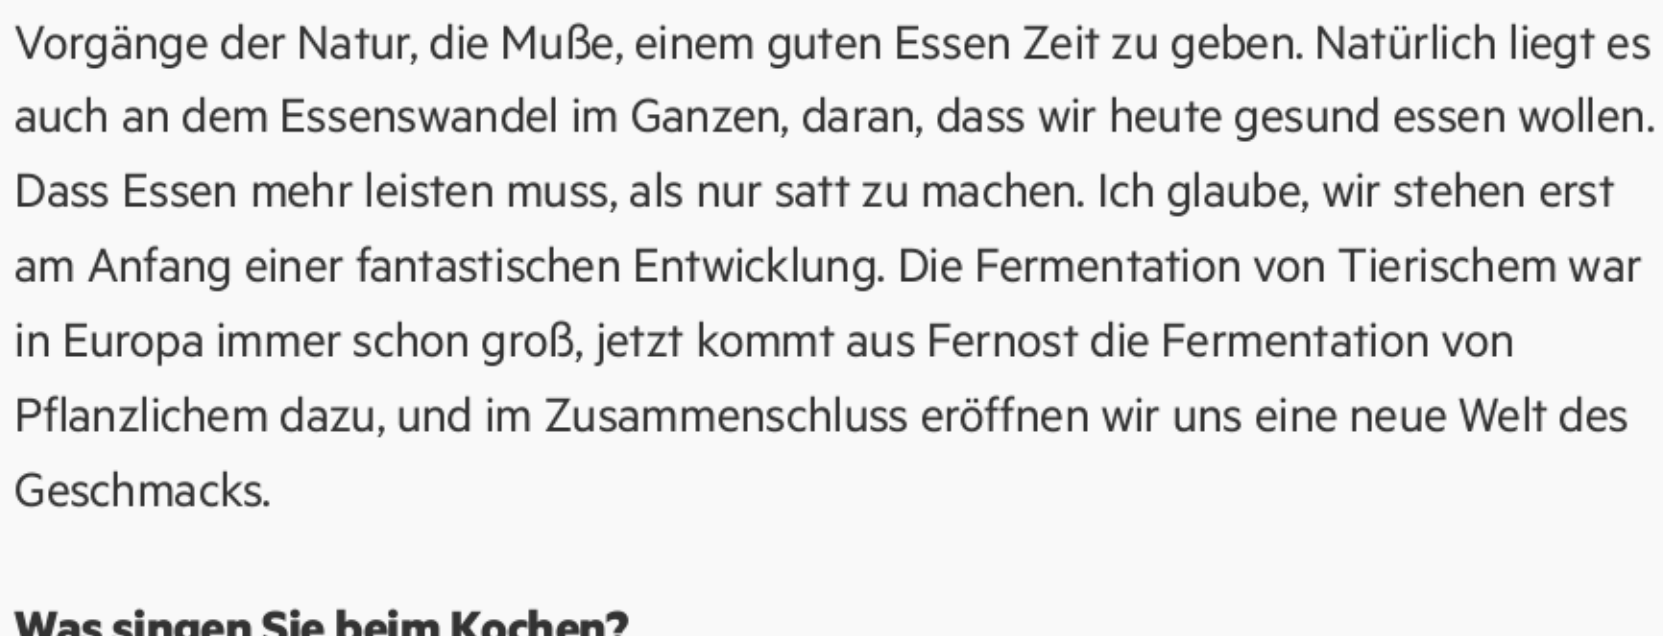 Vorgänge der Natur, die Muße, einem guten Essen Zeit zu geben. Natürlich liegt es
auch an dem Essenswandel im Ganzen, daran, dass wir heute gesund essen wollen.
Dass Essen mehr leisten muss, als nur satt zu machen. Ich glaube, wir stehen erst
am Anfang einer fantastischen Entwicklung. Die Fermentation von Tierischem war
in Europa immer schon groß, jetzt kommt aus Fernost die Fermentation von
Pflanzlichem dazu, und im Zusammenschluss eröffnen wir uns eine neue Welt des
Geschmacks.
Was singen Sie beim Kochen?